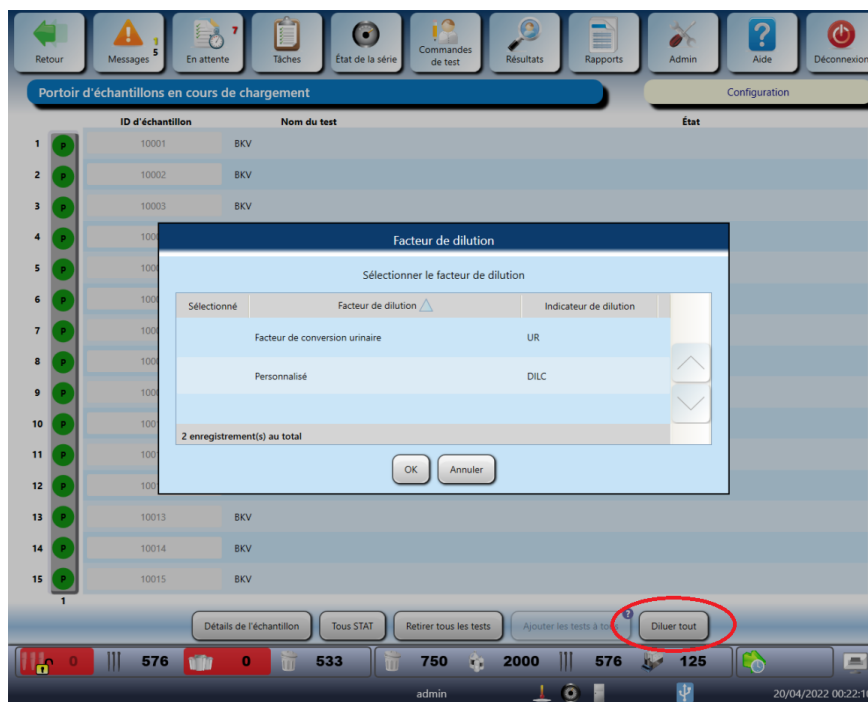 1
7
5
Retour
Messages
En attente
Tâches
État de la série
Commandes
de test
Résultats
Rapports
Admin
Aide
Déconnexion
Portoir d'échantillons en cours de chargement
Configuration
ID d'échantillon Nom du test État
1 P 10001 BKV
2 P 10002 BKV
3 P 10003 BKV
4 P
5 P
6 P
7 P
8 P
9 P
10 P
11 P
12 P
Facteur de dilution
Sélectionner le facteur de dilution
Sélectionné Facteur de dilution Indicateur de dilution
Facteur de conversion urinaire UR
Personnalisé DILC
2 enregistrement(s) au total
OK Annuler
13 P 10013 BKV
14 P 10014 BKV
15 P 10015 BKV
1
Détails de l'échantillon Tous STAT Retirer tous les tests Ajouter les tests à tous ? Diluer tout
0 576 0 533 750 2000 576 125
admin
20/04/2022 00:22:10